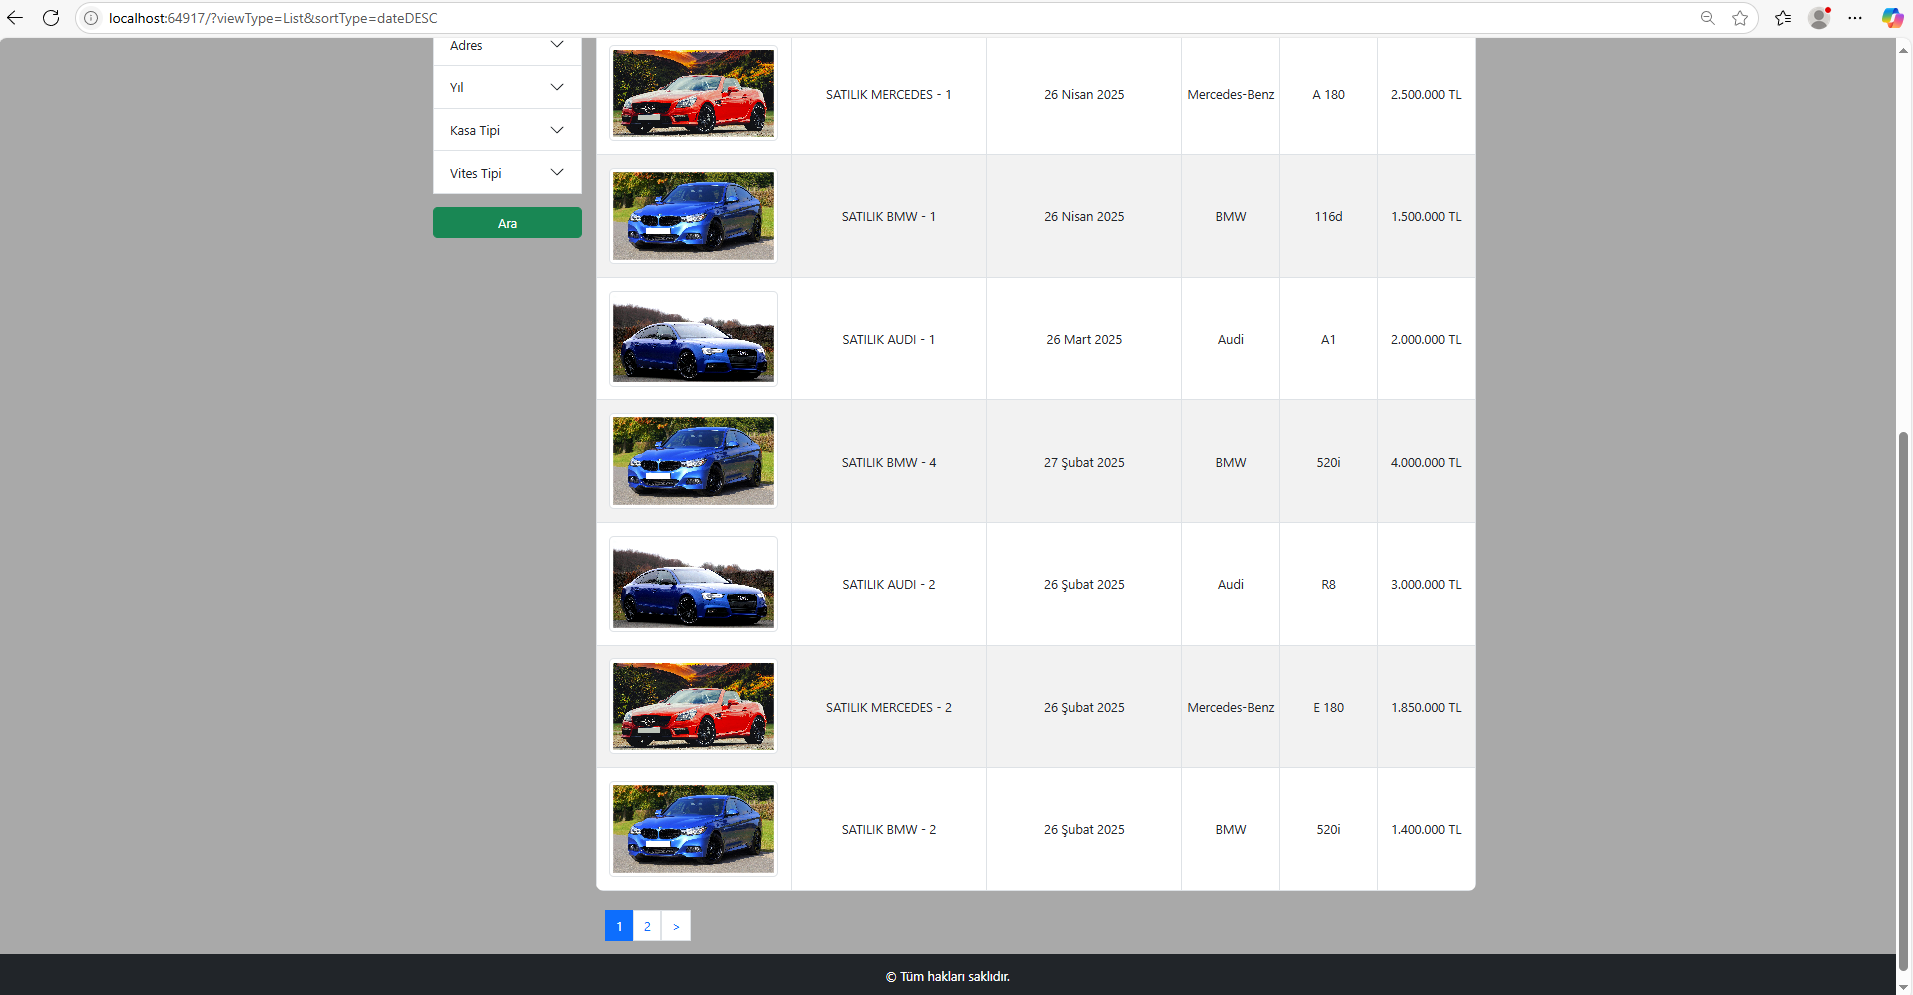 localhost:64917/?viewType=List&sortType=dateDESC
Adres
Yıl
Kasa Tipi
Vites Tipi
Ara
SATILIK MERCEDES - 1 26 Nisan 2025 Mercedes-Benz A 180 2.500.000 TL
SATILIK BMW - 1 26 Nisan 2025 BMW 116d 1.500.000 TL
SATILIK AUDI - 1 26 Mart 2025 Audi A1 2.000.000 TL
SATILIK BMW - 4 27 Şubat 2025 BMW 520i 4.000.000 TL
SATILIK AUDI - 2 26 Şubat 2025 Audi R8 3.000.000 TL
SATILIK MERCEDES - 2 26 Şubat 2025 Mercedes-Benz E 180 1.850.000 TL
SATILIK BMW - 2 26 Şubat 2025 BMW 520i 1.400.000 TL
1 2 >
© Tüm hakları saklıdır.